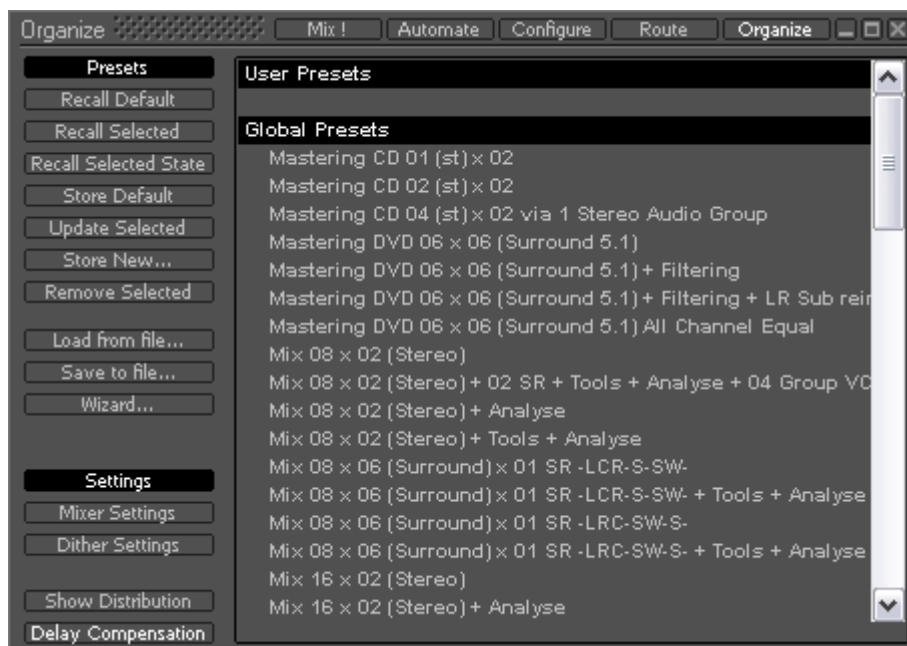 Organize Mix ! Automate Configure Route Organize
Presets
Recall Default
Recall Selected
Recall Selected State
Store Default
Update Selected
Store New...
Remove Selected
Load from file...
Save to file...
Wizard...
Settings
Mixer Settings
Dither Settings
Show Distribution
Delay Compensation
User Presets
Global Presets
Mastering CD 01 (st) x 02
Mastering CD 02 (st) x 02
Mastering CD 04 (st) x 02 via 1 Stereo Audio Group
Mastering DVD 06 x 06 (Surround 5.1)
Mastering DVD 06 x 06 (Surround 5.1) + Filtering
Mastering DVD 06 x 06 (Surround 5.1) + Filtering + LR Sub rein
Mastering DVD 06 x 06 (Surround 5.1) All Channel Equal
Mix 08 x 02 (Stereo)
Mix 08 x 02 (Stereo) + 02 SR + Tools + Analyse + 04 Group VC
Mix 08 x 02 (Stereo) + Analyse
Mix 08 x 02 (Stereo) + Tools + Analyse
Mix 08 x 06 (Surround) x 01 SR -LCR-S-SW-
Mix 08 x 06 (Surround) x 01 SR -LCR-S-SW- + Tools + Analyse
Mix 08 x 06 (Surround) x 01 SR -LRC-SW-S-
Mix 08 x 06 (Surround) x 01 SR -LRC-SW-S- + Tools + Analyse
Mix 16 x 02 (Stereo)
Mix 16 x 02 (Stereo) + Analyse